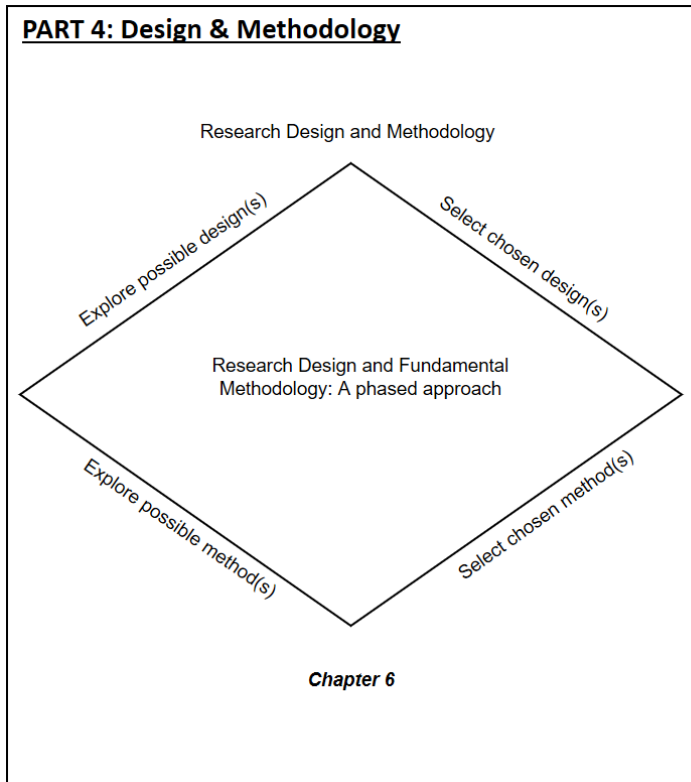 PART 4: Design & Methodology
Research Design and Methodology
Explore possible design(s)
Select chosen design(s)
Research Design and Fundamental
Methodology: A phased approach
Explore possible method(s)
Select chosen method(s)
Chapter 6